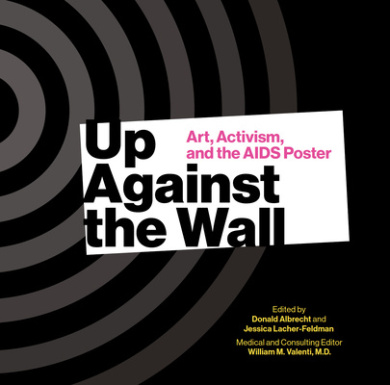 Up
Art, Activism,
and the AIDS Poster
Against
the Wall
Edited by
Donald Albrecht and
Jessica Lacher-Feldman
Medical and Consulting Editor
William M. Valenti, M.D.